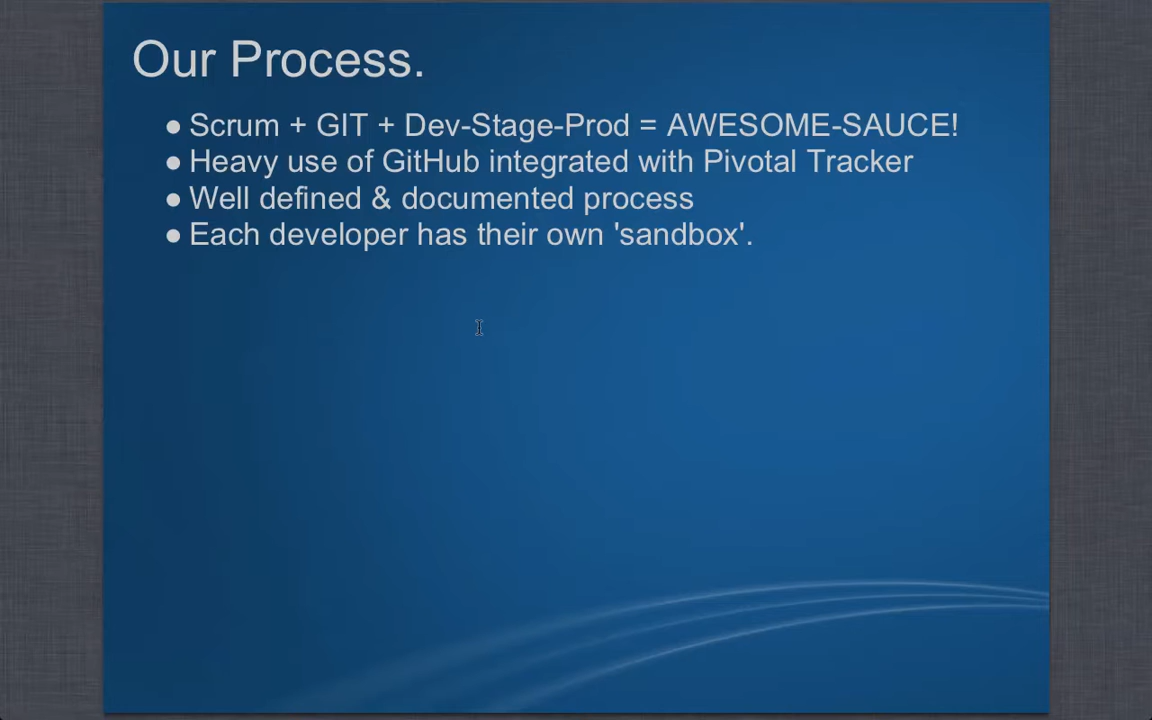 Our Process.
● Scrum + GIT + Dev-Stage-Prod = AWESOME-SAUCE!
● Heavy use of GitHub integrated with Pivotal Tracker
● Well defined & documented process
● Each developer has their own 'sandbox'.